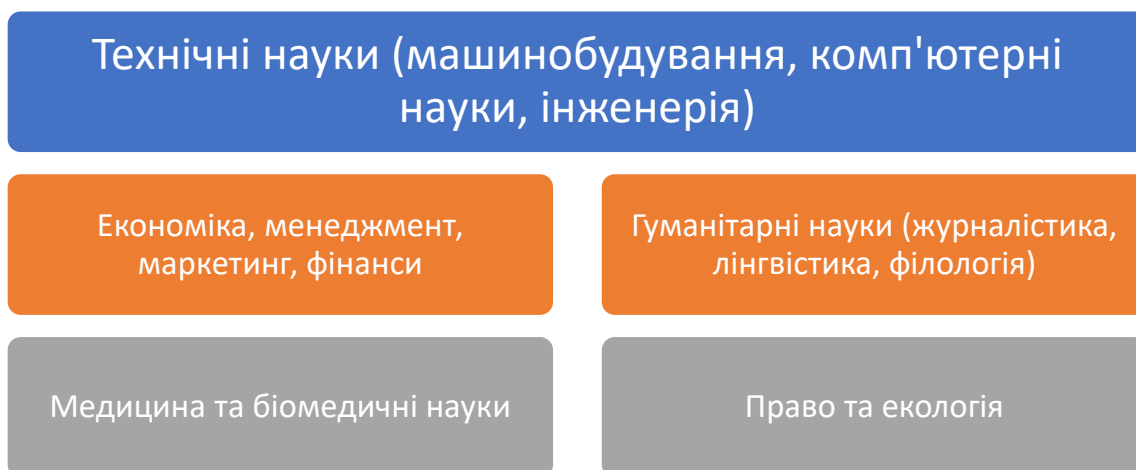 Технічні науки (машинобудування, комп'ютерні
науки, інженерія)
Економіка, менеджмент,
маркетинг, фінанси
Гуманітарні науки (журналістика,
лінгвістика, філологія)
Медицина та біомедичні науки
Право та екологія